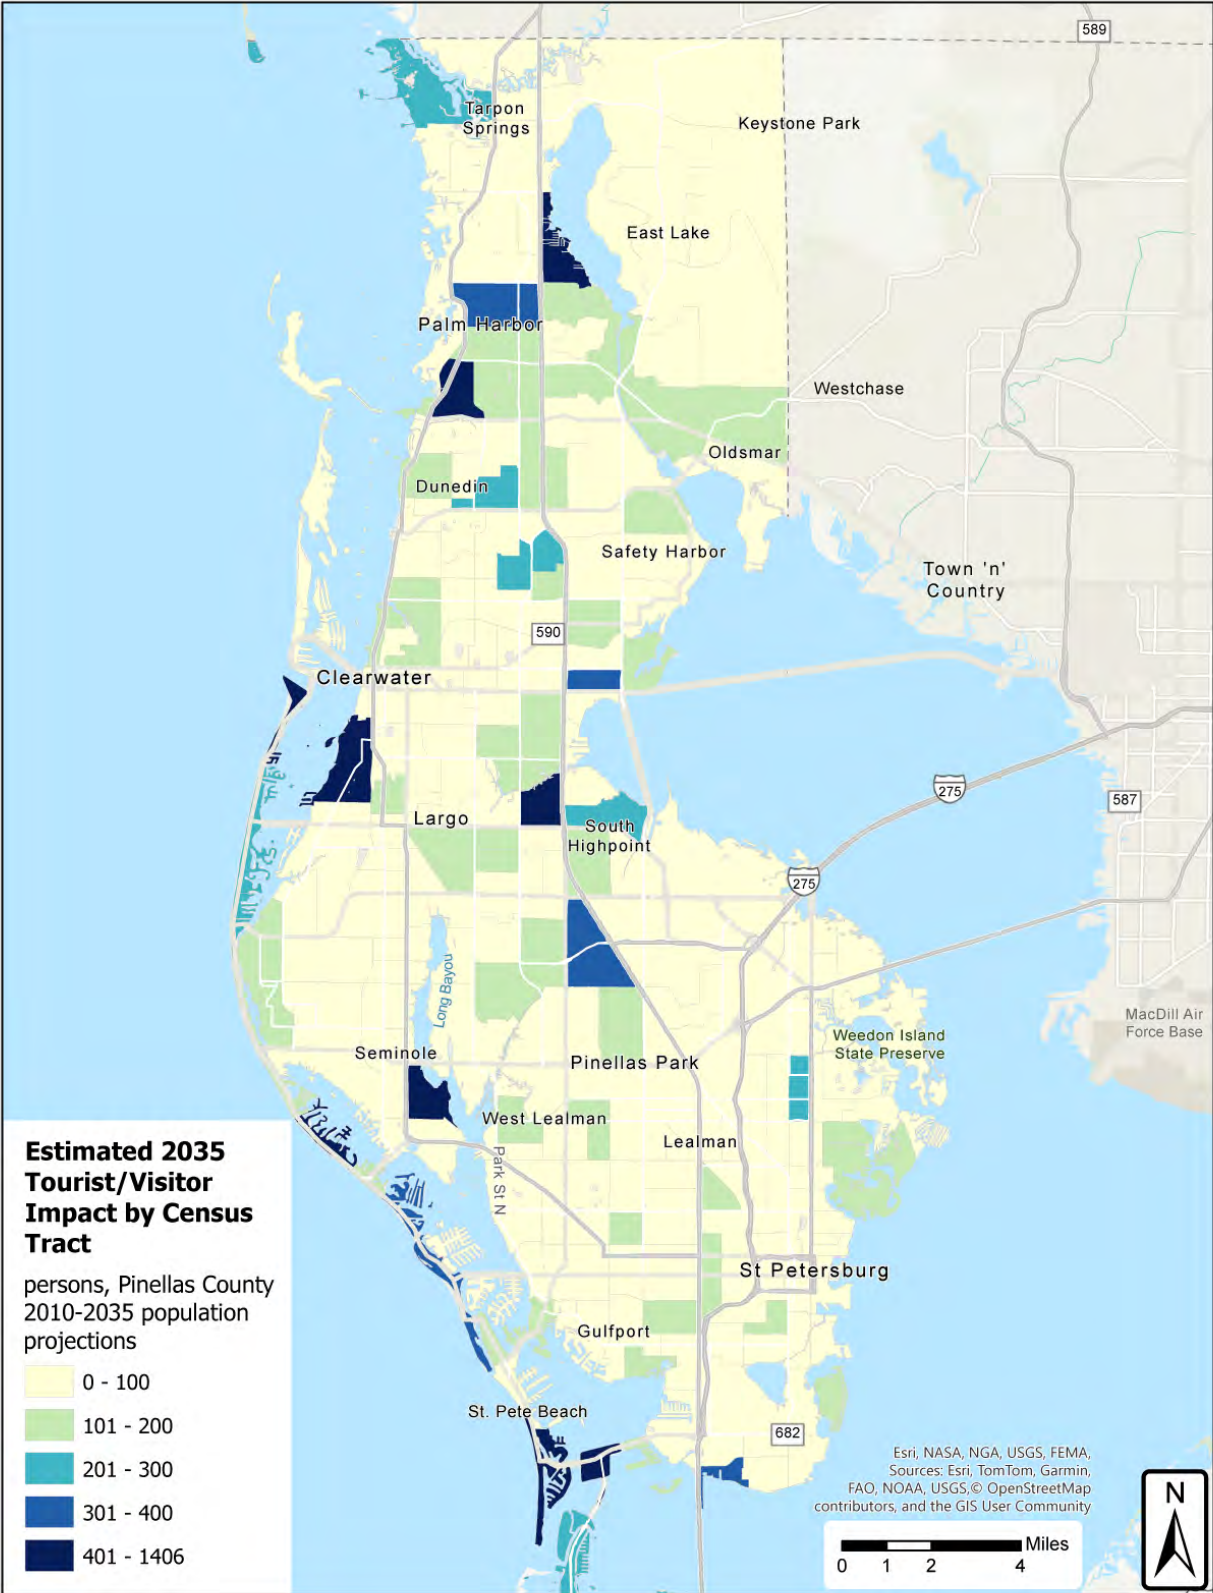 589
Tarpon
Springs
Keystone Park
East Lake
Palm Harbor
Westchase
Oldsmar
Dunedin
Safety Harbor
Town 'n'
Country
590
Clearwater
275
587
Largo
South
Highpoint
275
Long Bayou
MacDill Air
Force Base
Weedon Island
State Preserve
Seminole
Pinellas Park
West Lealman
Lealman
Park St N
St Petersburg
Gulfport
St. Pete Beach
682
Estimated 2035
Tourist/Visitor
Impact by Census
Tract
persons, Pinellas County
2010-2035 population
projections
0 - 100
101 - 200
201 - 300
301 - 400
401 - 1406
Esri, NASA, NGA, USGS, FEMA,
Sources: Esri, TomTom, Garmin,
FAO, NOAA, USGS,© OpenStreetMap
contributors, and the GIS User Community
Miles
0 1 2 4
N